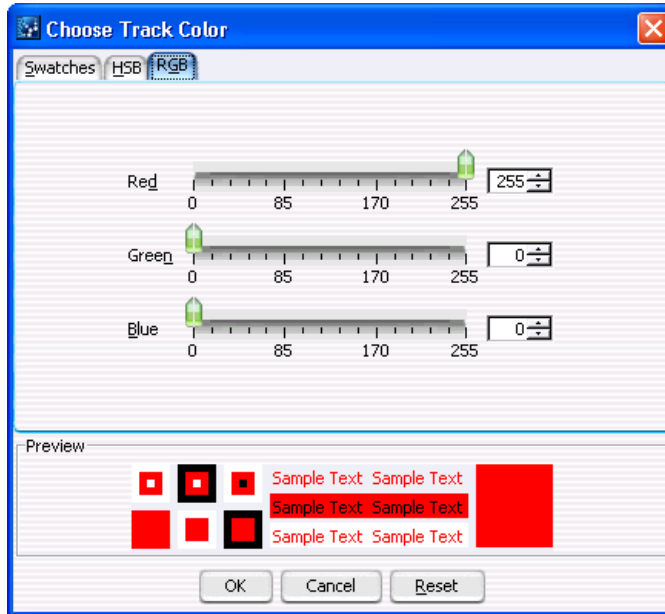 Choose Track Color
Swatches HSB RGB
Red 255
0 85 170 255
Green 0
0 85 170 255
Blue 0
0 85 170 255
Preview
Sample Text Sample Text
Sample Text Sample Text
Sample Text Sample Text
OK Cancel Reset